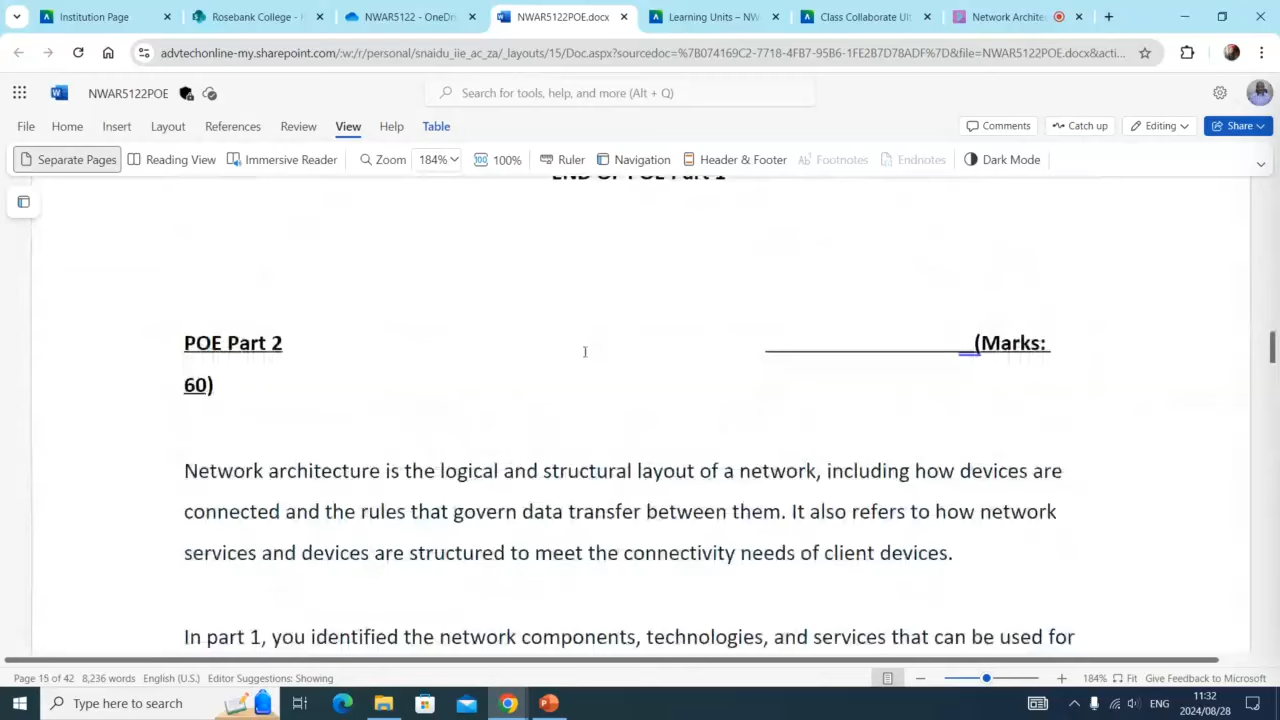 Institution Page
Rosebank College -
NWAR5122 - OneDr
NWAR5122POE.docx
Learning Units – NW
Class Collaborate Ult
Network Archite
advtechonline-my.sharepoint.com/:w:/r/personal/snaidu_iie_ac_za/_layouts/15/Doc.aspx?sourcedoc=%7B074169C2-7718-4FB7-95B6-1FE2B7D78ADF%7D&file=NWAR5122POE.docx&acti...
NWAR5122POE
Search for tools, help, and more (Alt + Q)
File Home Insert Layout References Review View Help Table
Comments Catch up Editing Share
Separate Pages Reading View Immersive Reader Zoom 184% 100% Ruler Navigation Header & Footer Footnotes Endnotes Dark Mode
END OF POE Part 1
POE Part 2 (Marks:
60)
Network architecture is the logical and structural layout of a network, including how devices are
connected and the rules that govern data transfer between them. It also refers to how network
services and devices are structured to meet the connectivity needs of client devices.
In part 1, you identified the network components, technologies, and services that can be used for
Page 15 of 42 8,236 words English (U.S.) Editor Suggestions: Showing
184% Fit Give Feedback to Microsoft
Type here to search
ENG
11:32
2024/08/28